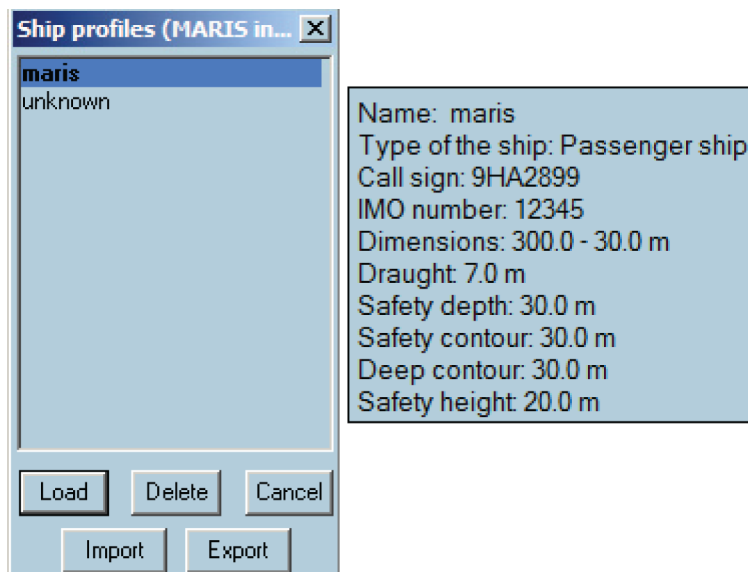 Ship profiles (MARIS in...
maris
unknown
Load Delete Cancel
Import Export
Name: maris
Type of the ship: Passenger ship
Call sign: 9HA2899
IMO number: 12345
Dimensions: 300.0 - 30.0 m
Draught: 7.0 m
Safety depth: 30.0 m
Safety contour: 30.0 m
Deep contour: 30.0 m
Safety height: 20.0 m